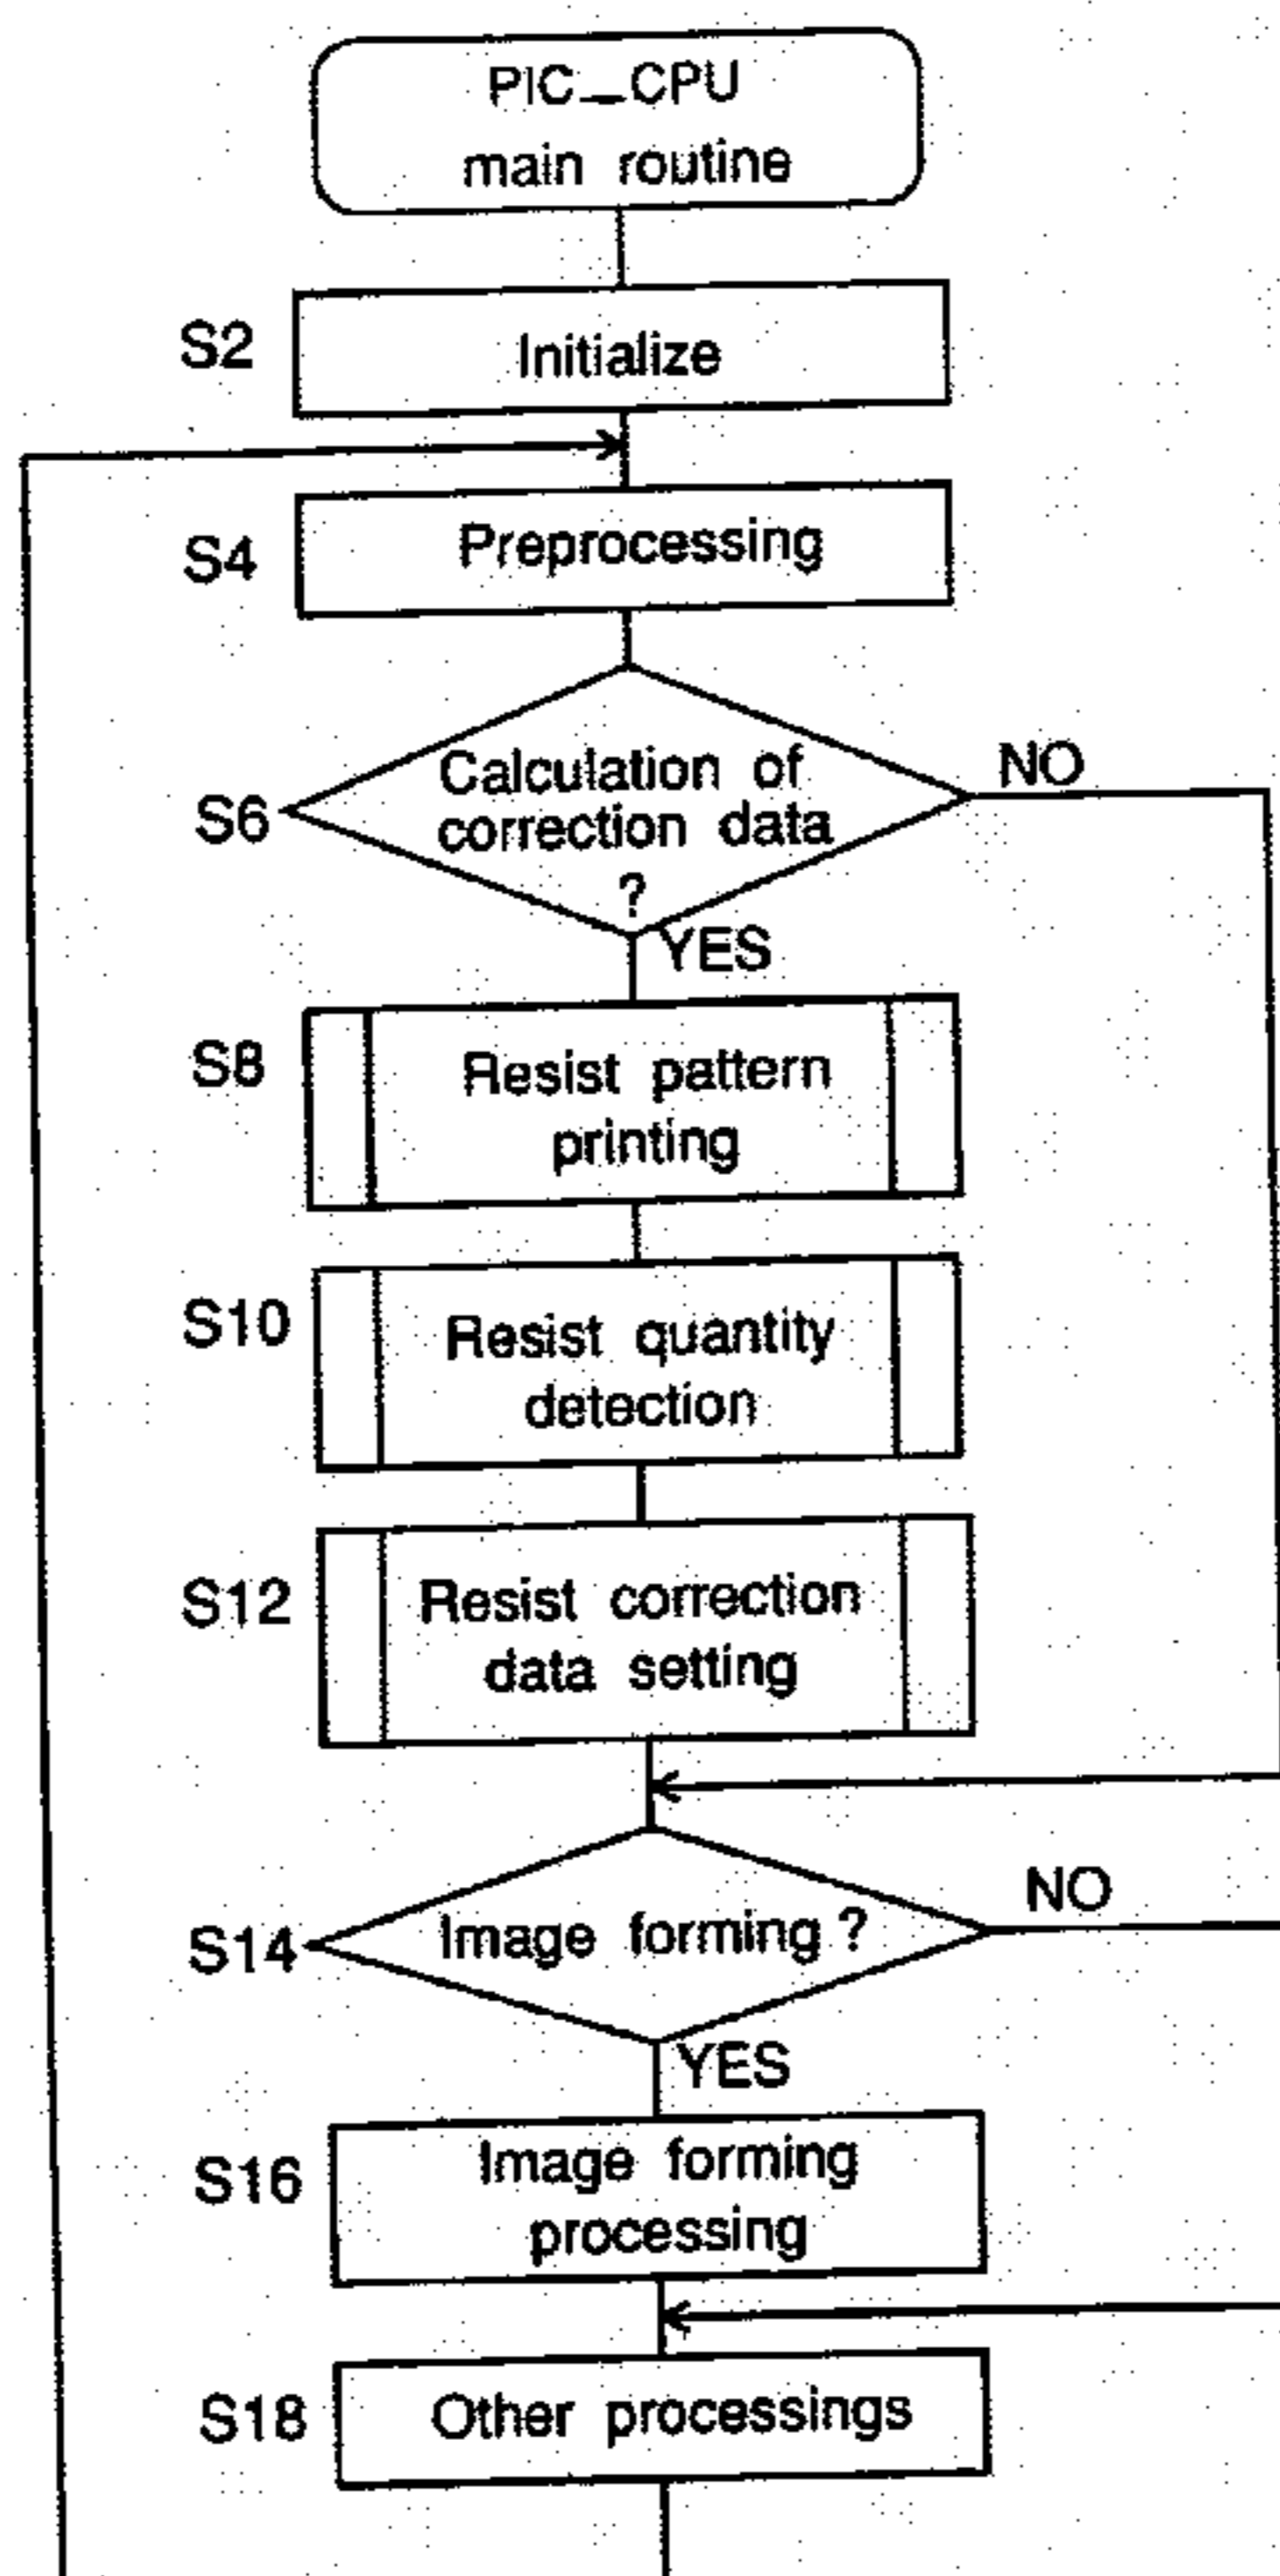 PIC_CPU
main routine
S2
Initialize
S4
Preprocessing
S6
Calculation of
correction data
?
NO
YES
S8
Resist pattern
printing
S10
Resist quantity
detection
S12
Resist correction
data setting
S14
Image forming ?
NO
YES
S16
Image forming
processing
S18
Other processings